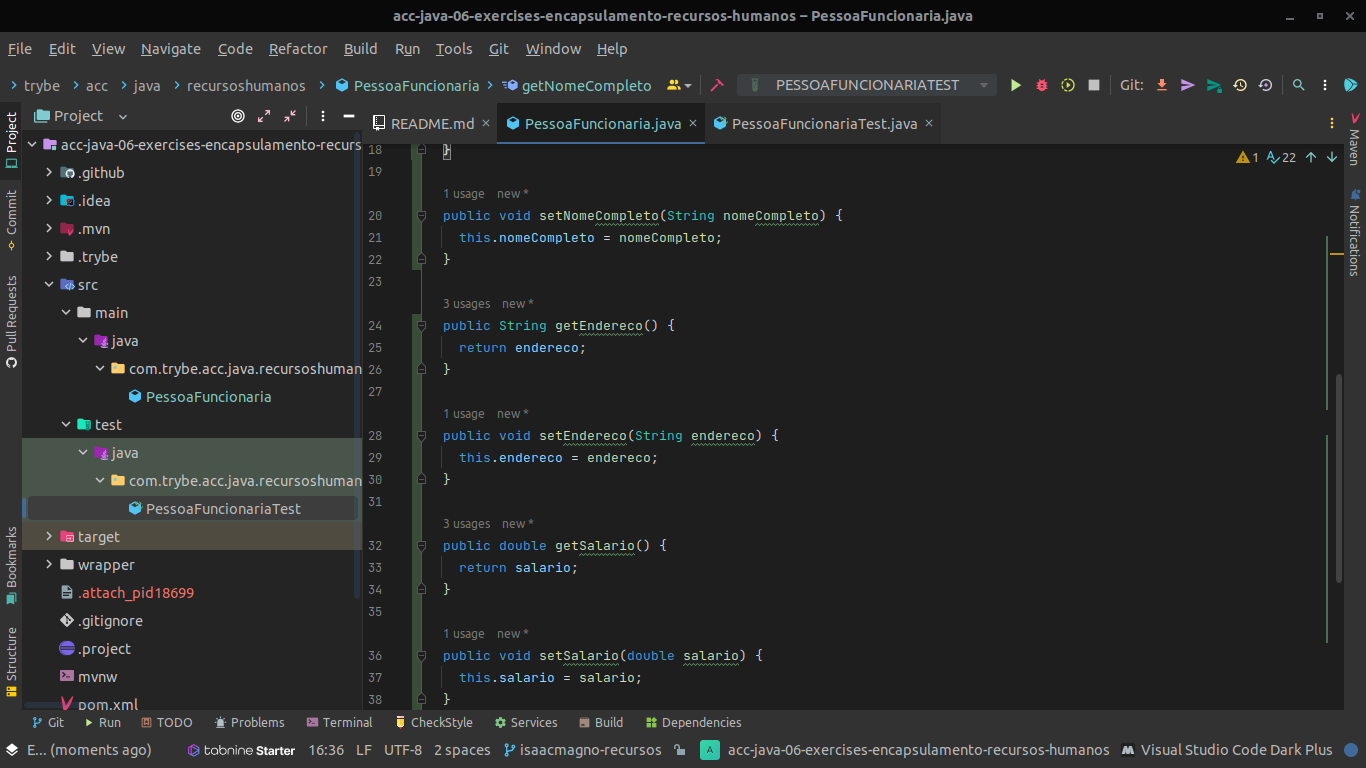 acc-java-06-exercises-encapsulamento-recursos-humanos – PessoaFuncionaria.java
File Edit View Navigate Code Refactor Build Run Tools Git Window Help
trybe acc java recursoshumanos PessoaFuncionaria getNomeCompleto PESSOAFUNCIONARIATEST Git:
Project
README.md PessoaFuncionaria.java PessoaFuncionariaTest.java
Project
Commit
Pull Requests
Bookmarks
Structure
acc-java-06-exercises-encapsulamento-recurs
.github
.idea
.mvn
.trybe
src
main
java
com.trybe.acc.java.recursoshuman
PessoaFuncionaria
test
java
com.trybe.acc.java.recursoshuman
PessoaFuncionariaTest
target
wrapper
.attach_pid18699
.gitignore
.project
mvnw
pom.xml
1 22
18 }
19
1 usage new *
20 public void setNomeCompleto(String nomeCompleto) {
21 this.nomeCompleto = nomeCompleto;
22 }
23
3 usages new *
24 public String getEndereco() {
25 return endereco;
26 }
27
1 usage new *
28 public void setEndereco(String endereco) {
29 this.endereco = endereco;
30 }
31
3 usages new *
32 public double getSalario() {
33 return salario;
34 }
35
1 usage new *
36 public void setSalario(double salario) {
37 this.salario = salario;
38 }
Maven
Notifications
Git Run TODO Problems Terminal CheckStyle Services Build Dependencies
E... (moments ago) tabnine Starter 16:36 LF UTF-8 2 spaces isaacmagno-recursos A acc-java-06-exercises-encapsulamento-recursos-humanos Visual Studio Code Dark Plus